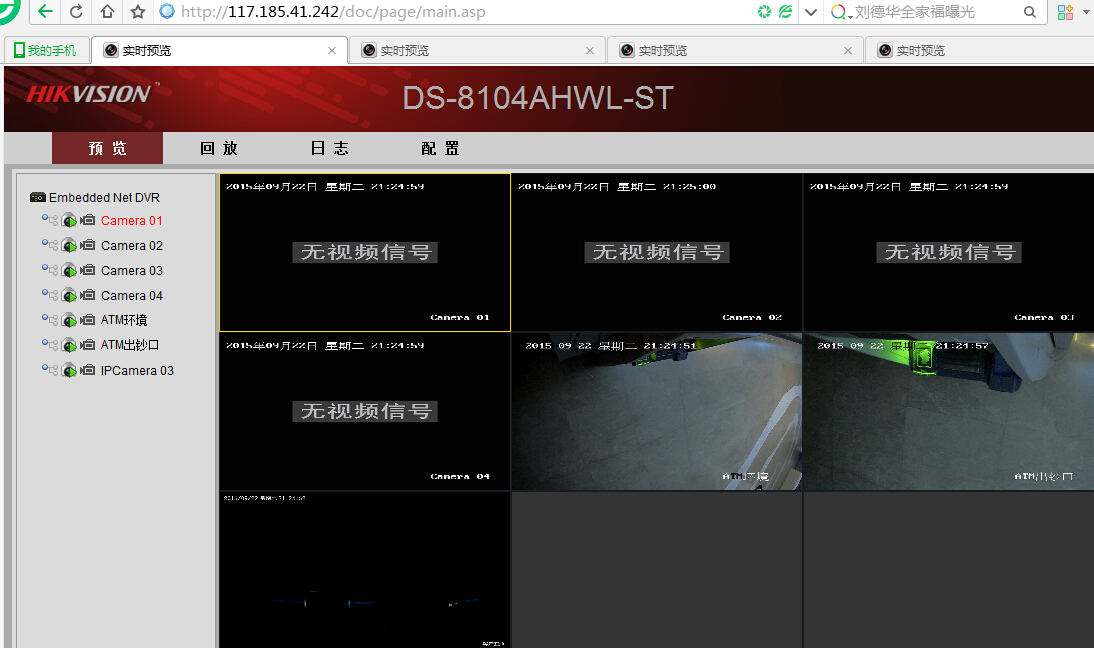 http://117.185.41.242/doc/page/main.asp
刘德华全家福曝光
我的手机
实时预览
实时预览
实时预览
实时预览
HIKVISION
DS-8104AHWL-ST
预 览
回 放
日 志
配 置
Embedded Net DVR
Camera 01
Camera 02
Camera 03
Camera 04
ATM环境
ATM出钞口
IPCamera 03
2015年09月22日 星期二 21:24:59
无视频信号
Camera 01
2015年09月22日 星期二 21:25:00
无视频信号
Camera 02
2015年09月22日 星期二 21:24:59
无视频信号
Camera 03
2015年09月22日 星期二 21:24:59
无视频信号
Camera 04
2015 09 22 星期二 21:24:51
ATM环境
2015 09 22 星期二 21:24:57
ATM出钞口